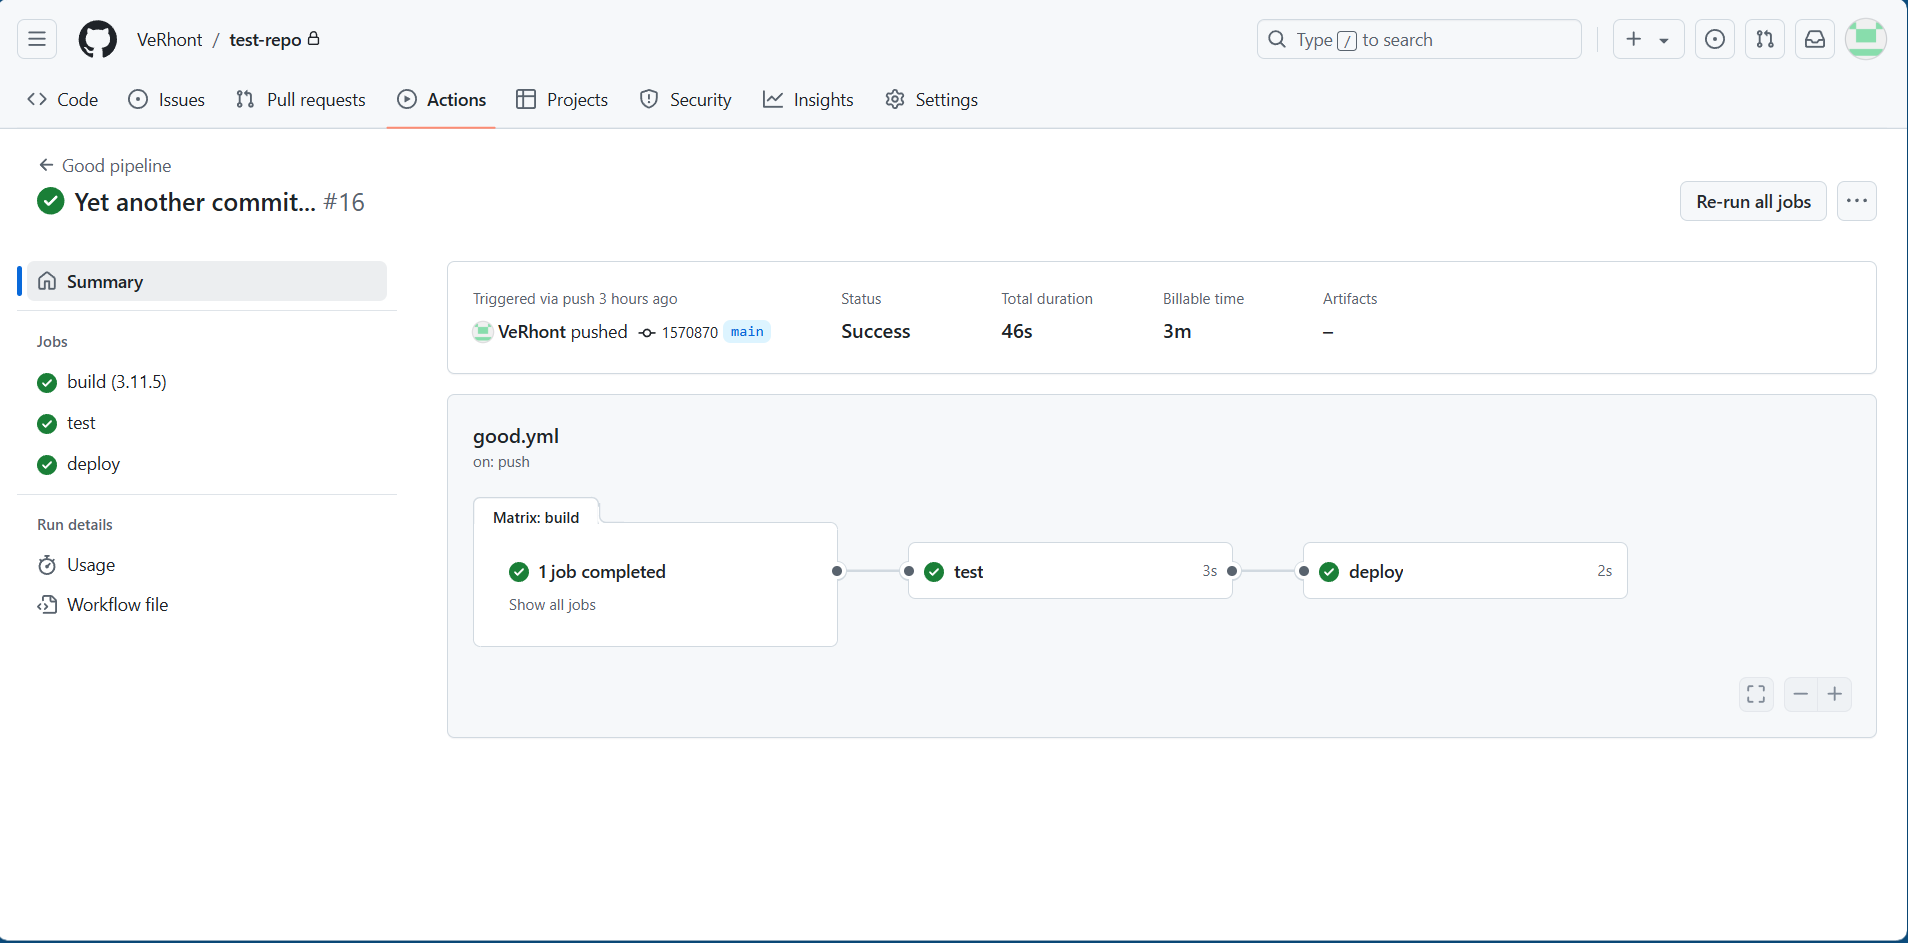 VeRhont / test-repo
Type / to search
Code Issues Pull requests Actions Projects Security Insights Settings
Good pipeline
Yet another commit... #16
Re-run all jobs
Summary
Jobs
build (3.11.5)
test
deploy
Run details
Usage
Workflow file
Triggered via push 3 hours ago
VeRhont pushed 1570870 main
Status
Success
Total duration
46s
Billable time
3m
Artifacts
–
good.yml
on: push
Matrix: build
1 job completed
Show all jobs
test 3s
deploy 2s